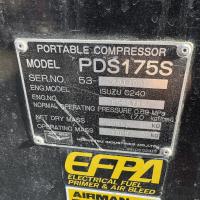 PORTABLE COMPRESSOR
MODEL PDS175S
SER.NO. 53-
ENG.MODEL ISUZU C240
ENG.NO.
NORMAL OPERATING PRESSURE 0.69 MPa
NET DRY MASS
OPERATING MASS
EFPA
ELECTRICAL FUEL
PRIMER & AIR BLEED
AIRMAN